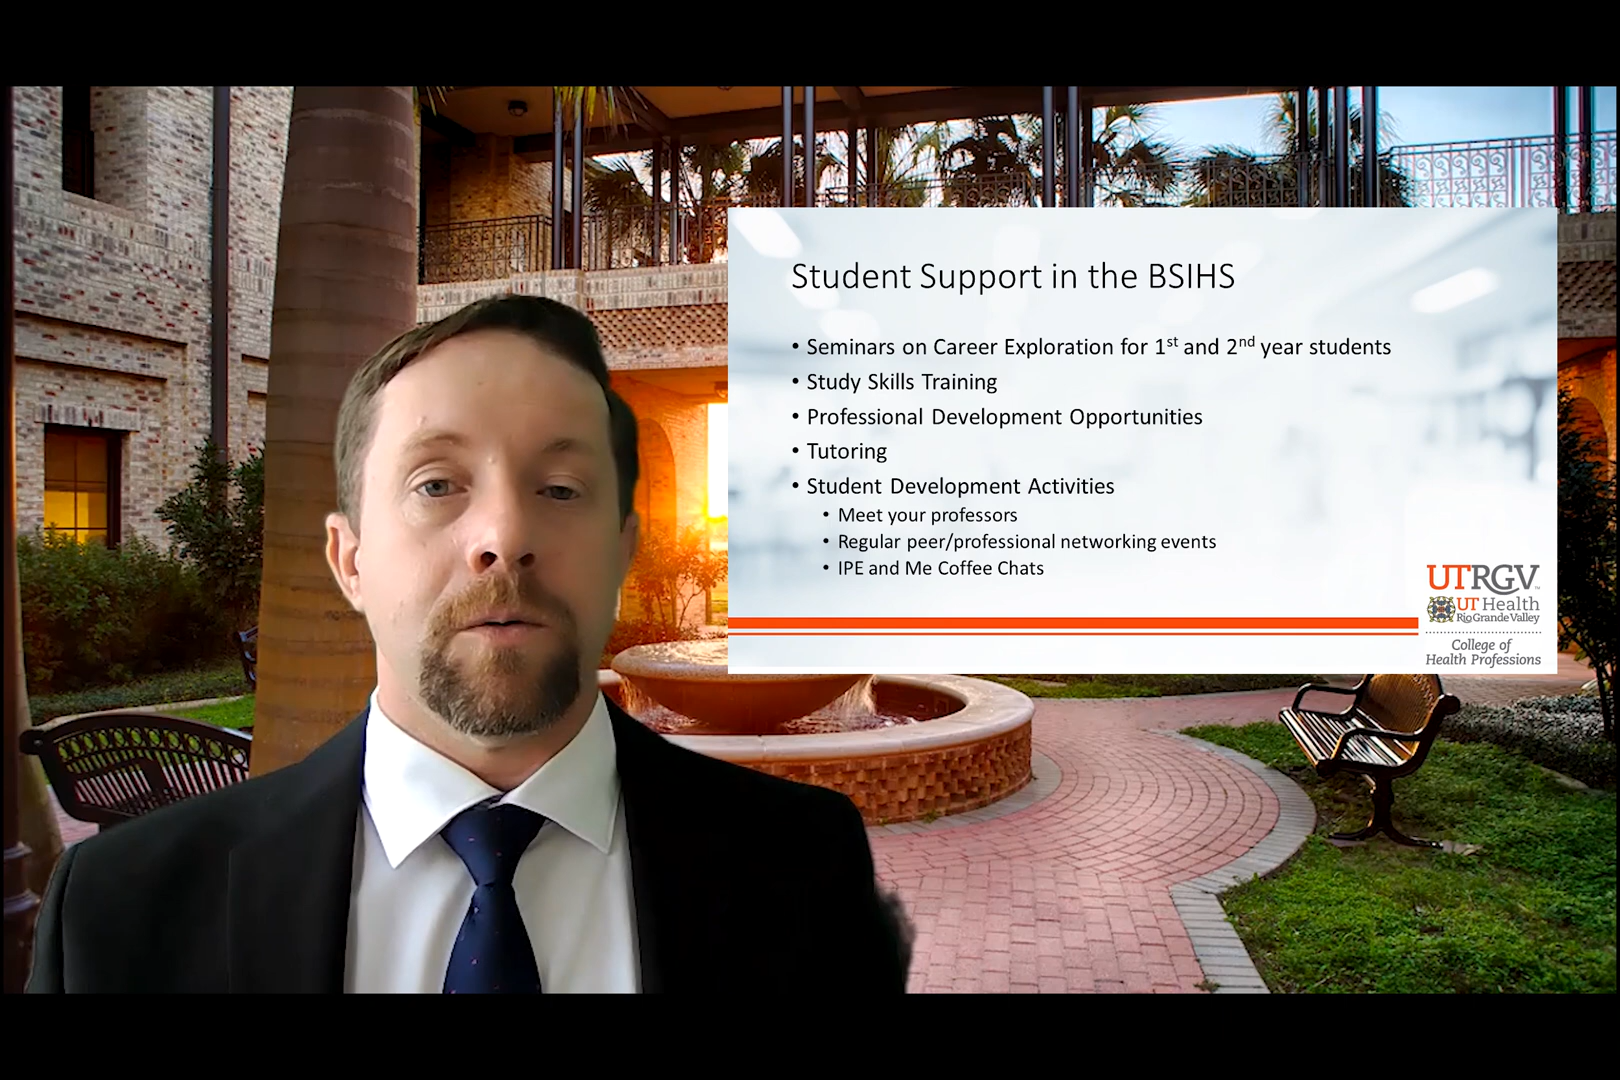 Student Support in the BSIHS
• Seminars on Career Exploration for 1st and 2nd year students
• Study Skills Training
• Professional Development Opportunities
• Tutoring
• Student Development Activities
• Meet your professors
• Regular peer/professional networking events
• IPE and Me Coffee Chats
UTRGV
UT Health
Rio Grande Valley
College of
Health Professions